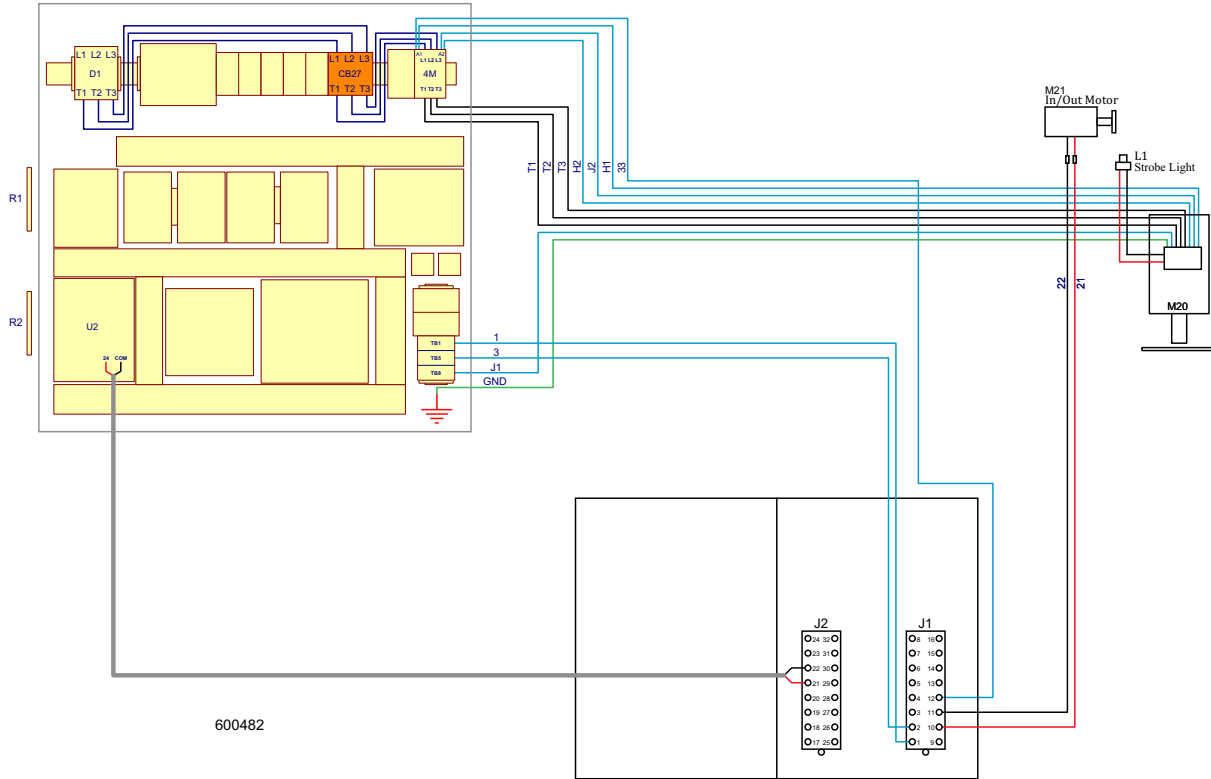 L1 L2 L3
D1
T1 T2 T3
L1 L2 L3
CB27
T1 T2 T3
A1 A2
L1 L2 L3
4M
T1 T2 T3
M21
In/Out Motor
L1
Strobe Light
T1
T2
T3
H2
J2
H1
33
R1
R2
U2
24 COM
TB1
TB5
TB6
1
3
J1
GND
22
21
M20
J2
24 32
23 31
22 30
21 29
20 28
19 27
18 26
17 25
J1
8 16
7 15
6 14
5 13
4 12
3 11
2 10
1 9
600482